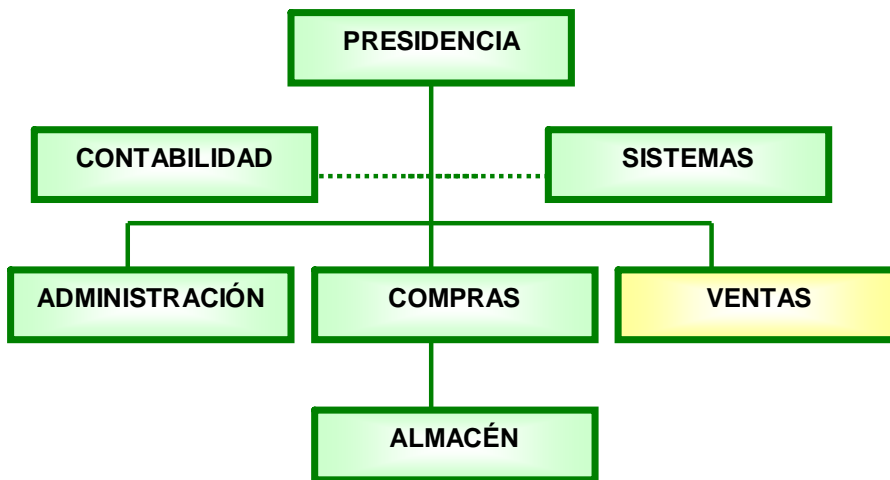 PRESIDENCIA
CONTABILIDAD
SISTEMAS
ADMINISTRACIÓN
COMPRAS
VENTAS
ALMACÉN